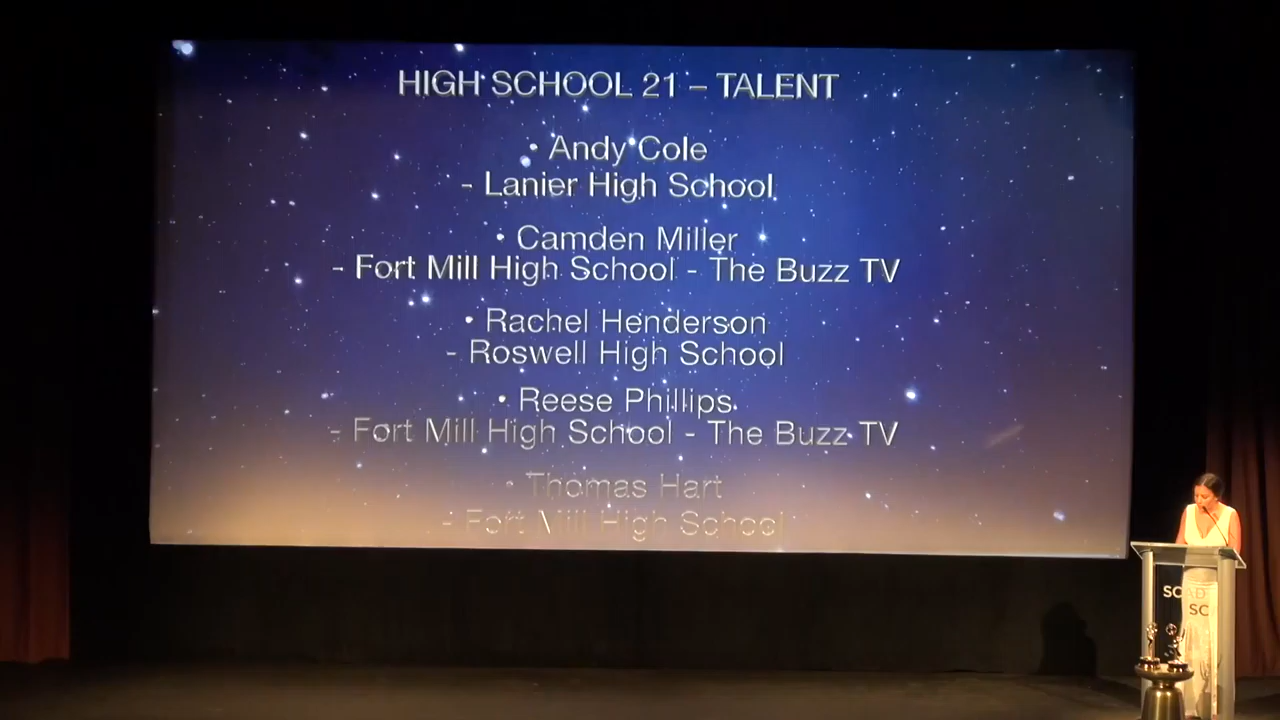 HIGH SCHOOL 21 – TALENT
• Andy Cole
- Lanier High School
• Camden Miller
- Fort Mill High School - The Buzz TV
• Rachel Henderson
- Roswell High School
• Reese Phillips
- Fort Mill High School - The Buzz TV
• Thomas Hart
- Fort Mill High School
SCAD
SC